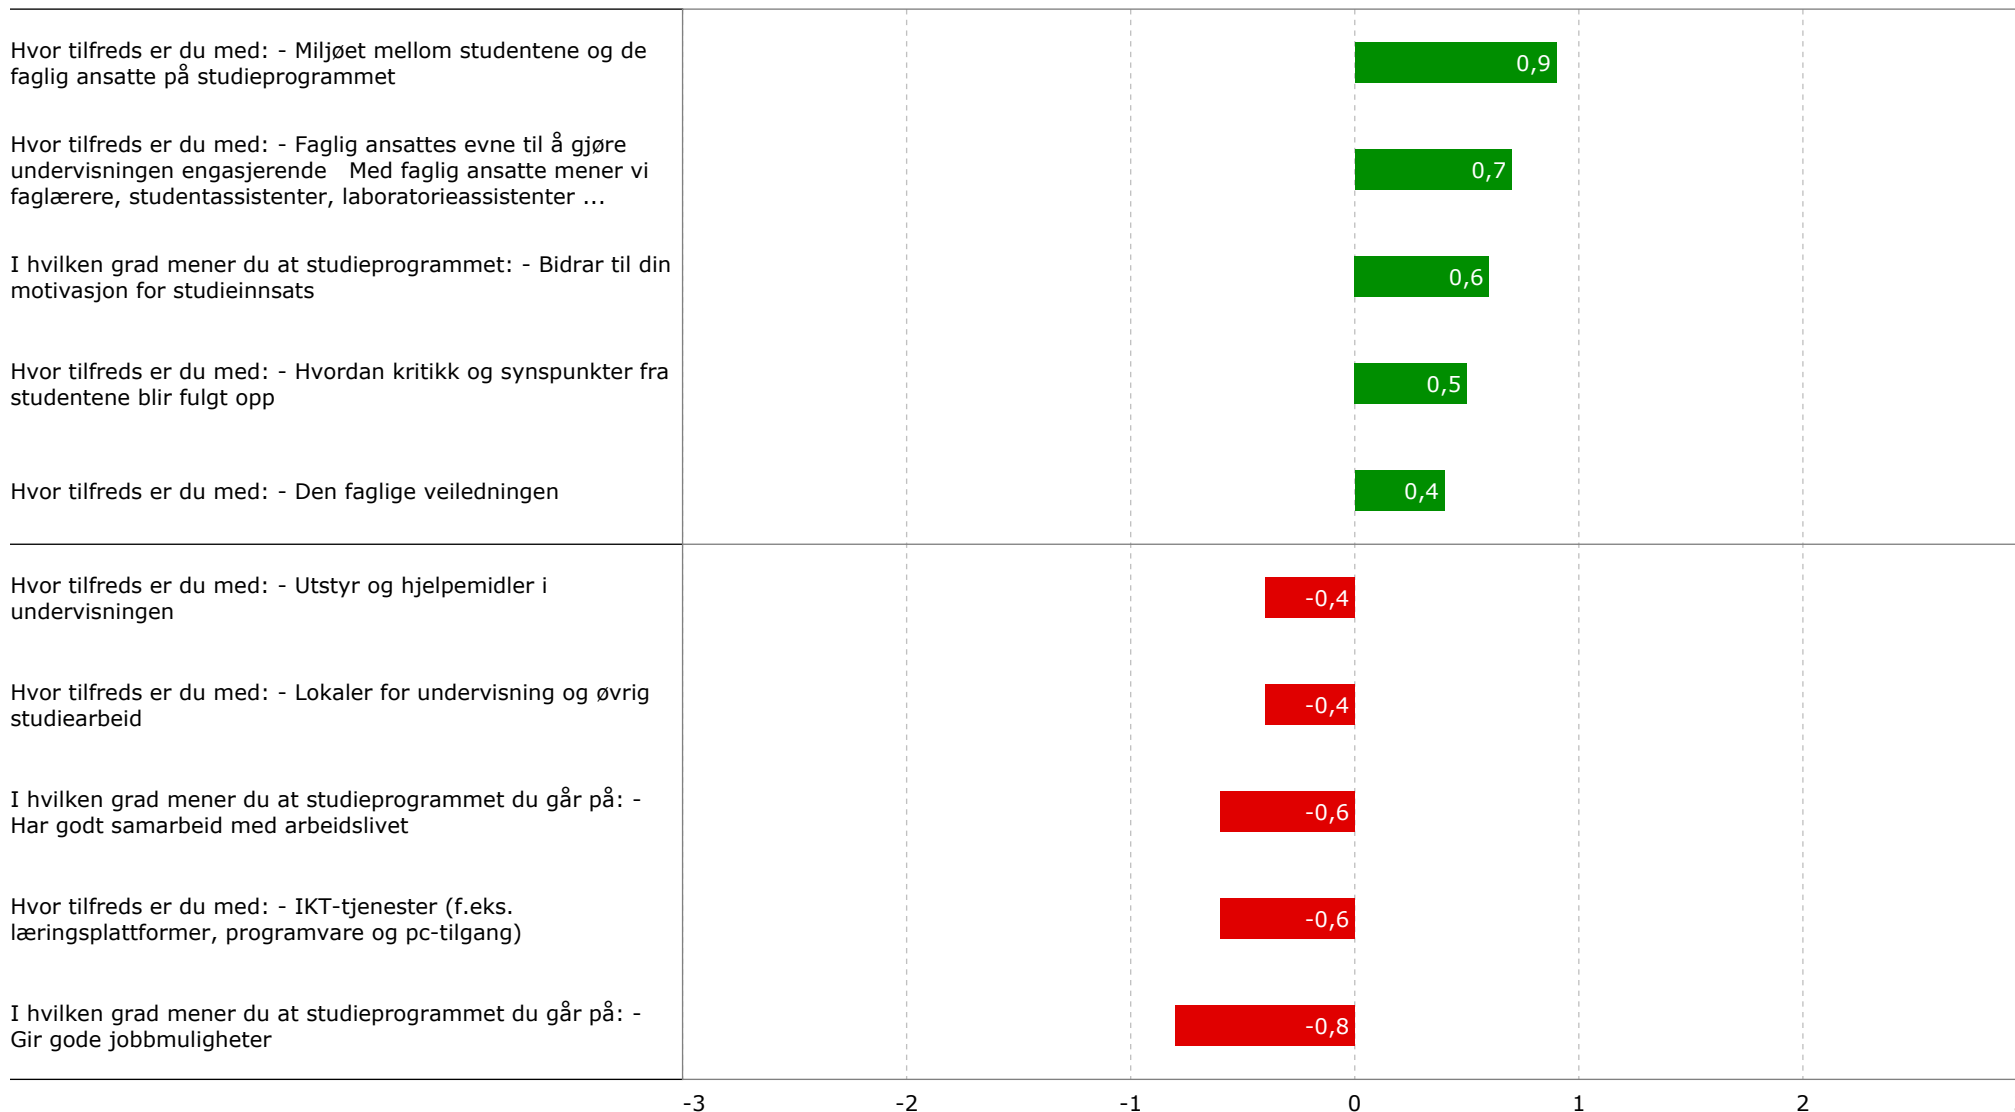 Hvor tilfreds er du med: - Miljøet mellom studentene og de
faglig ansatte på studieprogrammet
0,9
Hvor tilfreds er du med: - Faglig ansattes evne til å gjøre
undervisningen engasjerende   Med faglig ansatte mener vi
faglærere, studentassistenter, laboratorieassistenter ...
0,7
I hvilken grad mener du at studieprogrammet: - Bidrar til din
motivasjon for studieinnsats
0,6
Hvor tilfreds er du med: - Hvordan kritikk og synspunkter fra
studentene blir fulgt opp
0,5
Hvor tilfreds er du med: - Den faglige veiledningen
0,4
Hvor tilfreds er du med: - Utstyr og hjelpemidler i
undervisningen
-0,4
Hvor tilfreds er du med: - Lokaler for undervisning og øvrig
studiearbeid
-0,4
I hvilken grad mener du at studieprogrammet du går på: -
Har godt samarbeid med arbeidslivet
-0,6
Hvor tilfreds er du med: - IKT-tjenester (f.eks.
læringsplattformer, programvare og pc-tilgang)
-0,6
I hvilken grad mener du at studieprogrammet du går på: -
Gir gode jobbmuligheter
-0,8
-3 -2 -1 0 1 2